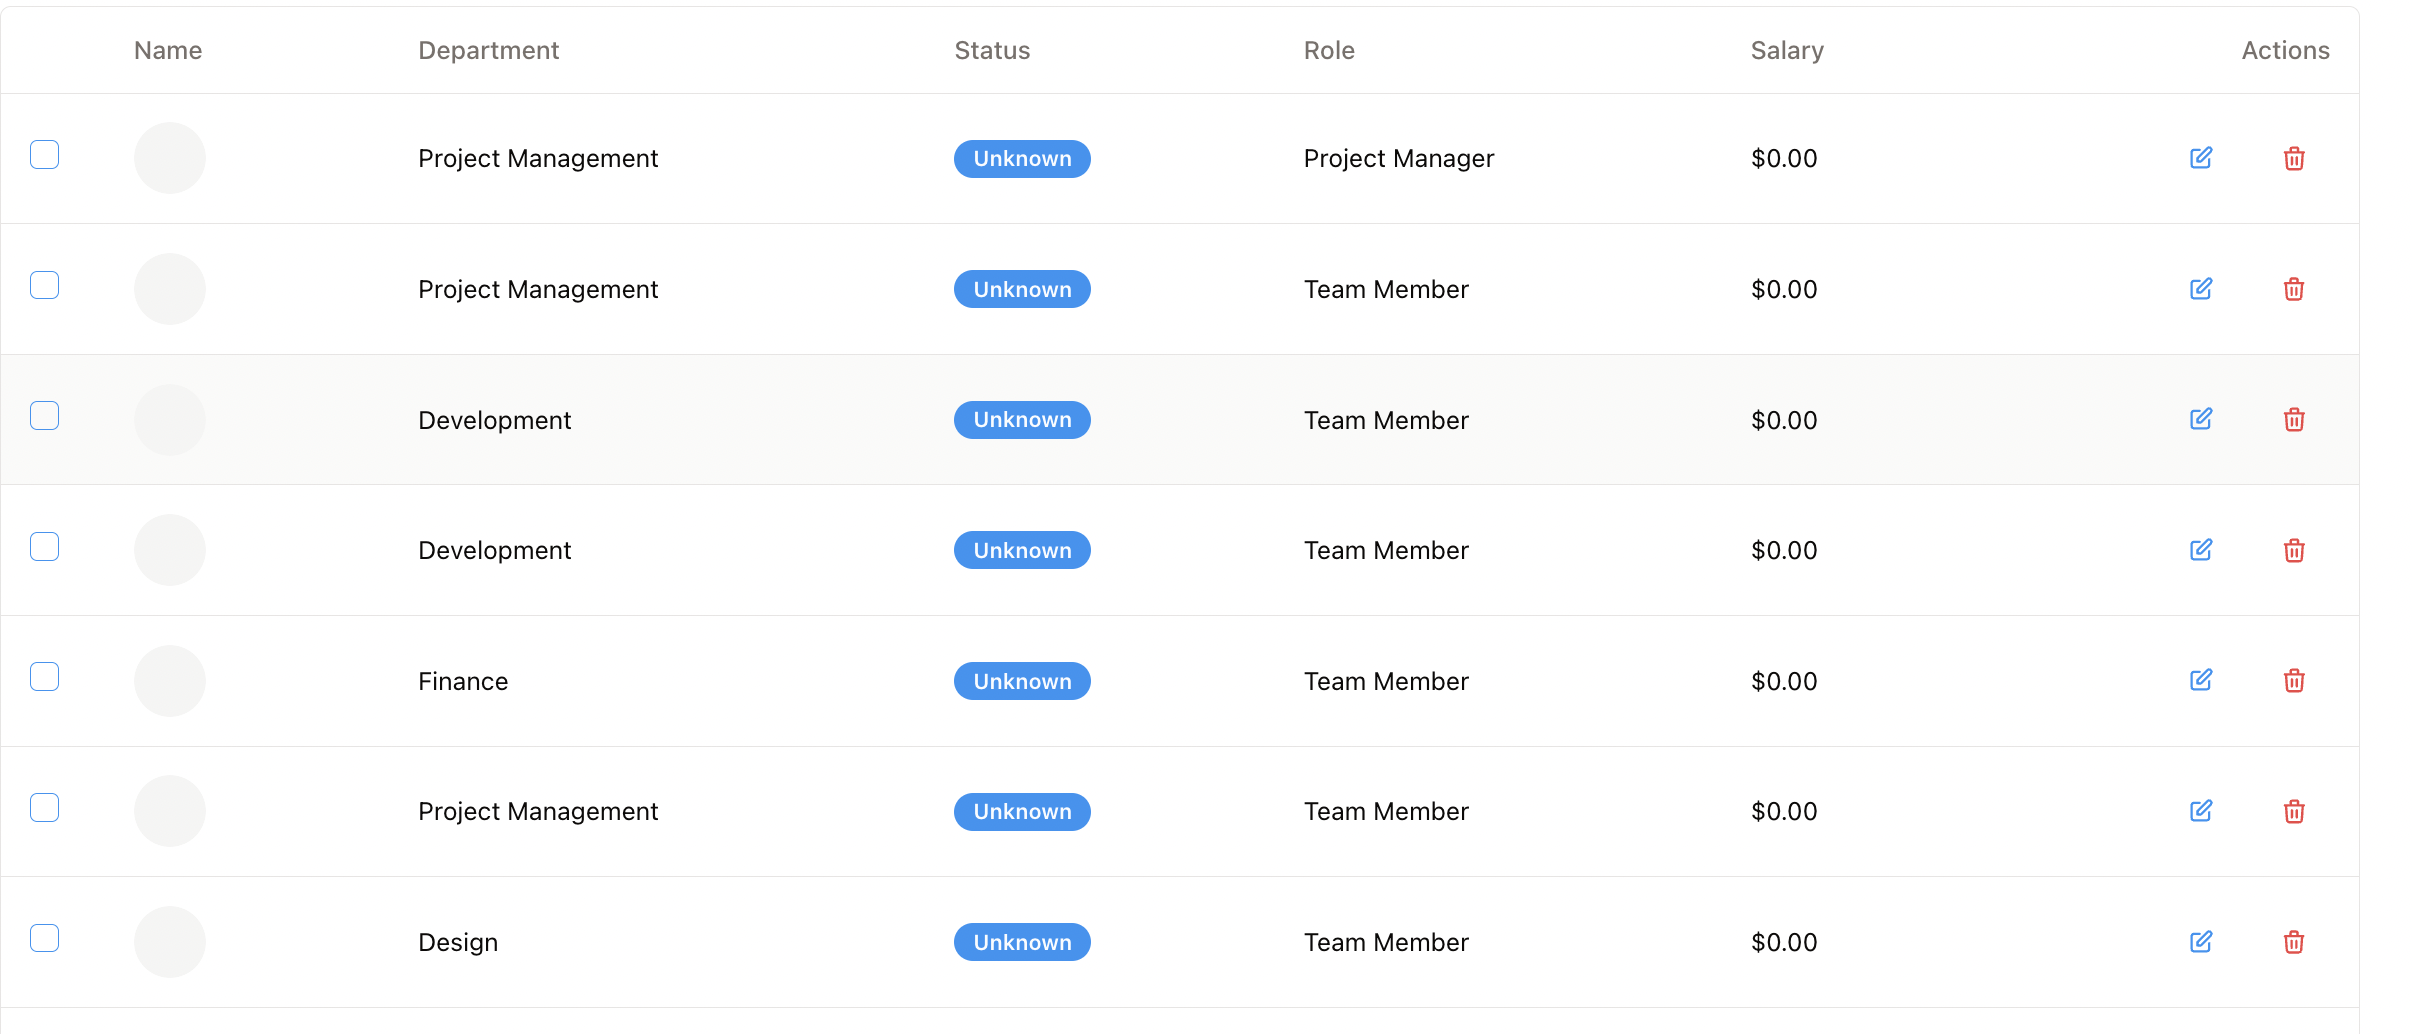 Name Department Status Role Salary Actions
Project Management Unknown Project Manager $0.00
Project Management Unknown Team Member $0.00
Development Unknown Team Member $0.00
Development Unknown Team Member $0.00
Finance Unknown Team Member $0.00
Project Management Unknown Team Member $0.00
Design Unknown Team Member $0.00